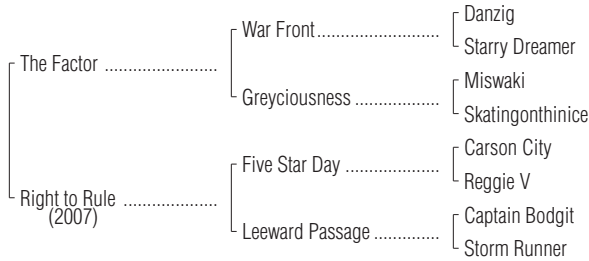 Danzig
War Front
Starry Dreamer
The Factor
Miswaki
Greyciousness
Skatingonthinice
Carson City
Five Star Day
Reggie V
Right to Rule
(2007)
Captain Bodgit
Leeward Passage
Storm Runner